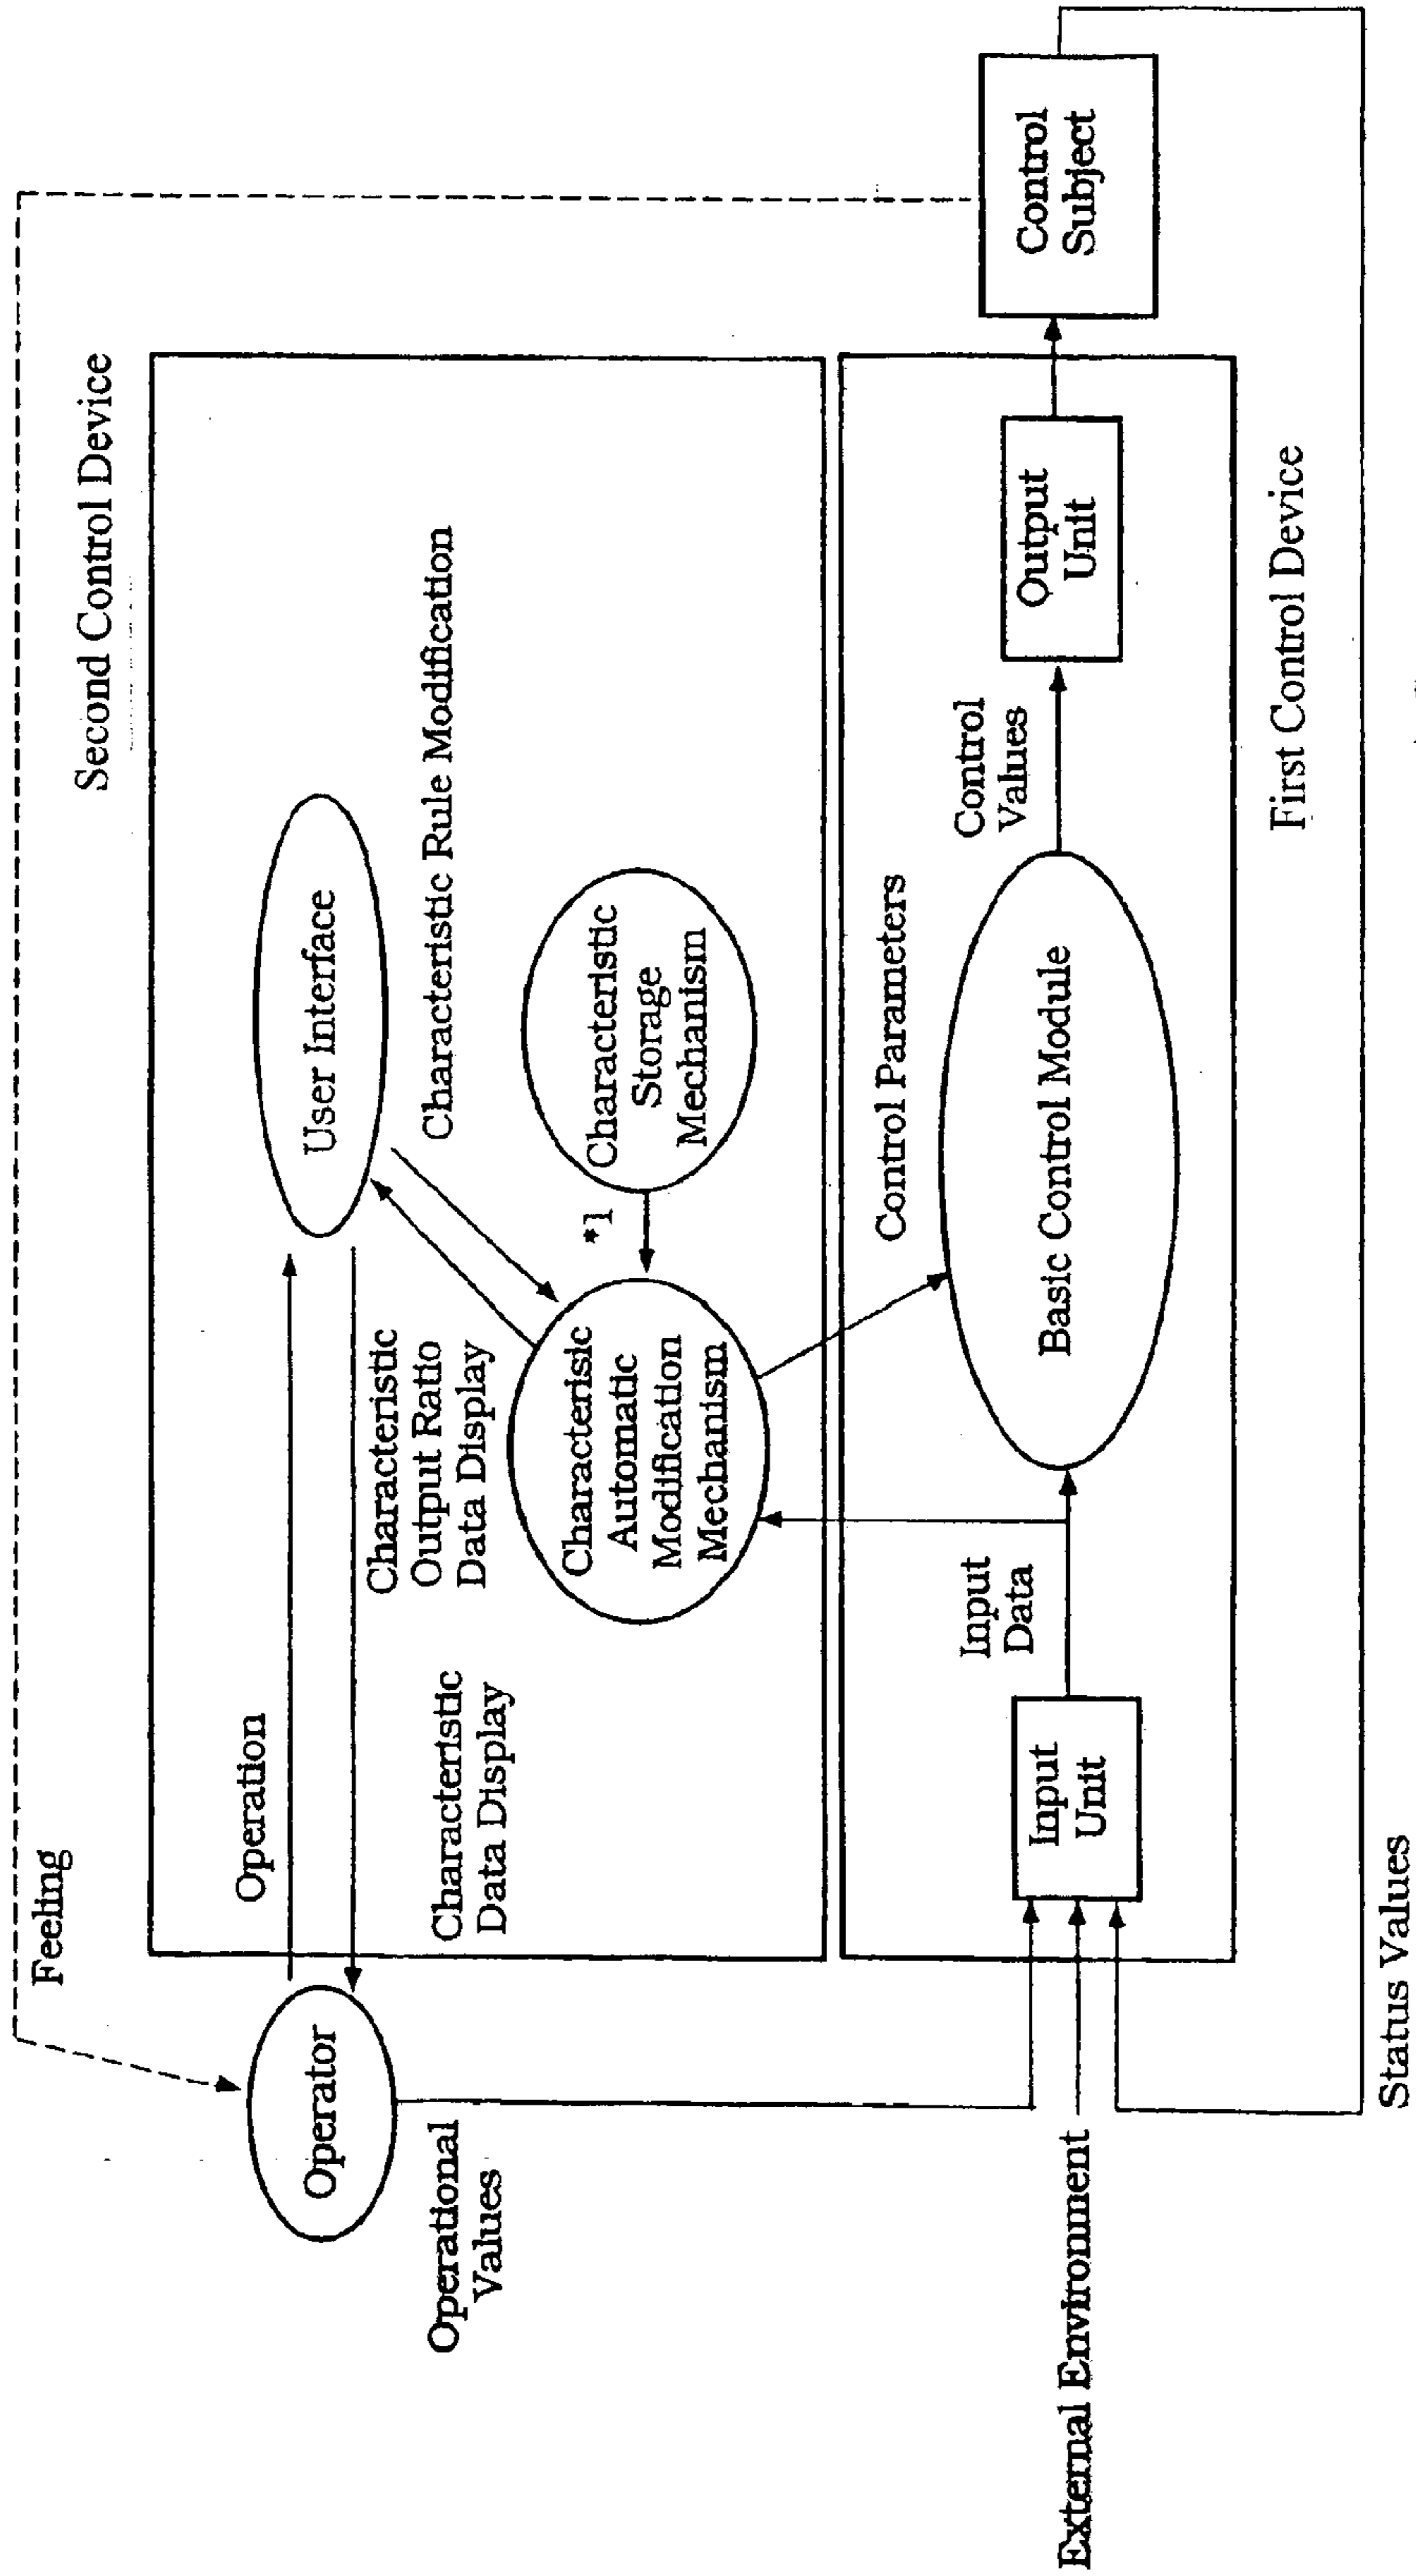 Feeling
Second Control Device
Operation
Operator
User Interface
Characteristic Rule Modification
Characteristic
Output Ratio
Data Display
Characteristic
Data Display
Operational
Values
Characterisic
Automatic
Modification
Mechanism
*1
Characteristic
Storage
Mechanism
Control Parameters
Input
Data
Control
Values
External Environment
Input
Unit
Basic Control Module
Output
Unit
Control
Subject
First Control Device
Status Values